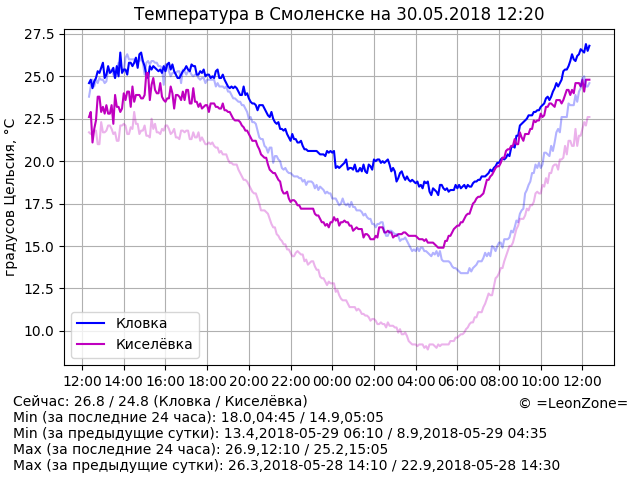 Температура в Смоленске на 30.05.2018 12:20
27.5
25.0
22.5
20.0
17.5
15.0
12.5
10.0
градусов Цельсия, °C
Кловка
Киселёвка
12:00 14:00 16:00 18:00 20:00 22:00 00:00 02:00 04:00 06:00 08:00 10:00 12:00
Сейчас: 26.8 / 24.8 (Кловка / Киселёвка)
© =LeonZone=
Min (за последние 24 часа): 18.0,04:45 / 14.9,05:05
Min (за предыдущие сутки): 13.4,2018-05-29 06:10 / 8.9,2018-05-29 04:35
Max (за последние 24 часа): 26.9,12:10 / 25.2,15:05
Max (за предыдущие сутки): 26.3,2018-05-28 14:10 / 22.9,2018-05-28 14:30